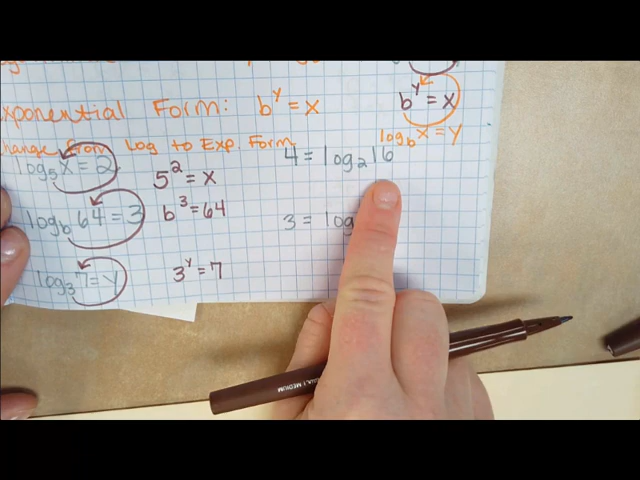 Exponential Form: b^y = x
b^y = x
log_b x = y
Change from Log to Exp. Form
log_5 x = 2
5^2 = x
4 = log_2 16
log_b 64 = 3
b^3 = 64
3 = log
log_3 7 = y
3^y = 7
MEDIUM